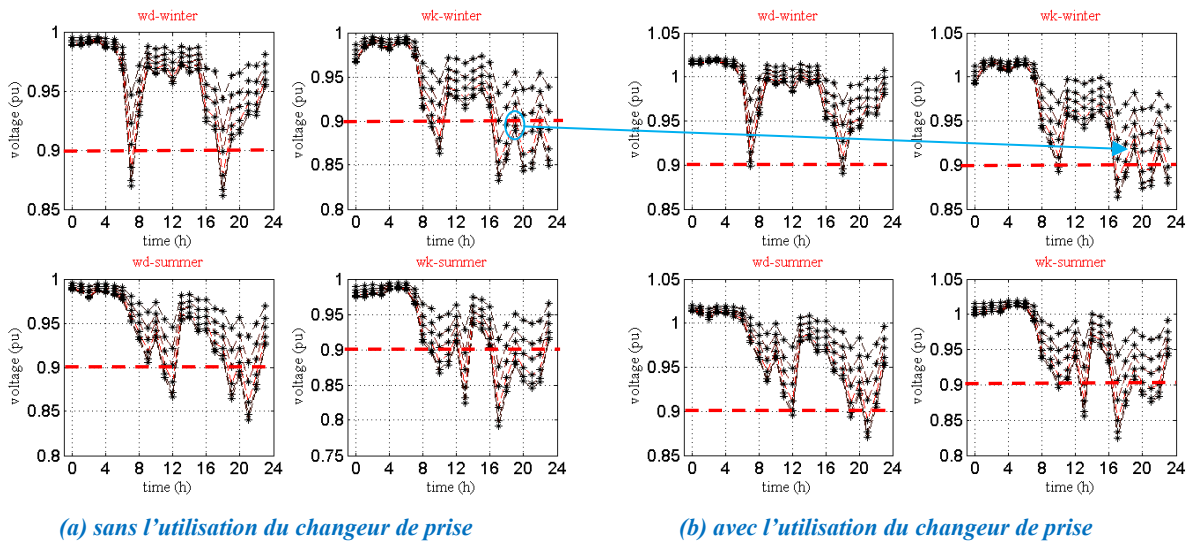 wd-winter
1
0.95
0.9
0.85
voltage (pu)
0 4 8 12 16 20 24
time (h)
wk-winter
1
0.95
0.9
0.85
0.8
voltage (pu)
0 4 8 12 16 20 24
time (h)
wd-winter
1.05
1
0.95
0.9
0.85
voltage (pu)
0 4 8 12 16 20 24
time (h)
wk-winter
1.05
1
0.95
0.9
0.85
voltage (pu)
0 4 8 12 16 20 24
time (h)
wd-summer
1
0.95
0.9
0.85
0.8
voltage (pu)
0 4 8 12 16 20 24
time (h)
wk-summer
1
0.95
0.9
0.85
0.8
0.75
voltage (pu)
0 4 8 12 16 20 24
time (h)
wd-summer
1.05
1
0.95
0.9
0.85
voltage (pu)
0 4 8 12 16 20 24
time (h)
wk-summer
1.05
1
0.95
0.9
0.85
0.8
voltage (pu)
0 4 8 12 16 20 24
time (h)
(a) sans l’utilisation du changeur de prise
(b) avec l’utilisation du changeur de prise